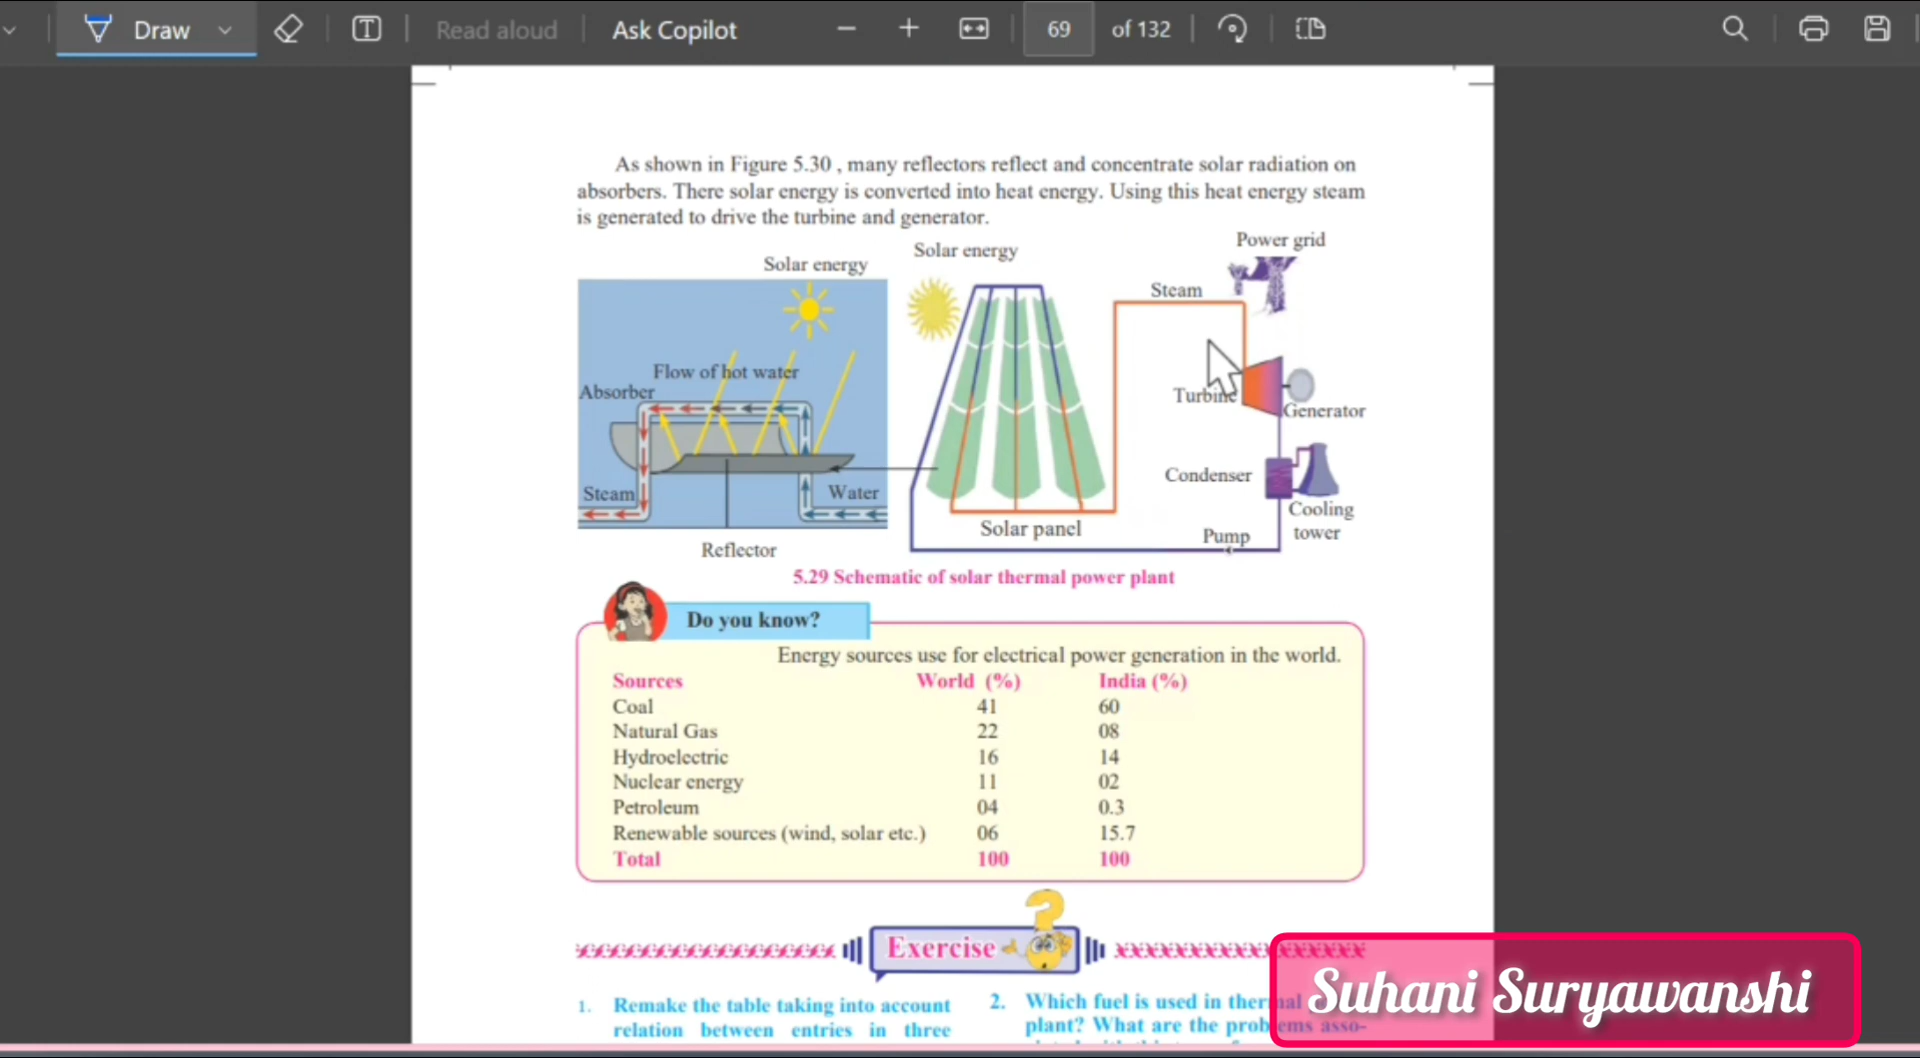 Draw
Read aloud
Ask Copilot
69 of 132
As shown in Figure 5.30 , many reflectors reflect and concentrate solar radiation on
absorbers. There solar energy is converted into heat energy. Using this heat energy steam
is generated to drive the turbine and generator.
Solar energy
Flow of hot water
Absorber
Steam
Water
Reflector
Solar energy
Power grid
Steam
Turbine
Generator
Condenser
Cooling
tower
Solar panel
Pump
5.29 Schematic of solar thermal power plant
Do you know?
Energy sources use for electrical power generation in the world.
Sources World (%) India (%)
Coal 41 60
Natural Gas 22 08
Hydroelectric 16 14
Nuclear energy 11 02
Petroleum 04 0.3
Renewable sources (wind, solar etc.) 06 15.7
Total 100 100
Exercise
1. Remake the table taking into account
relation between entries in three
2. Which fuel is used in thermal
plant? What are the problems asso-
Suhani Suryawanshi